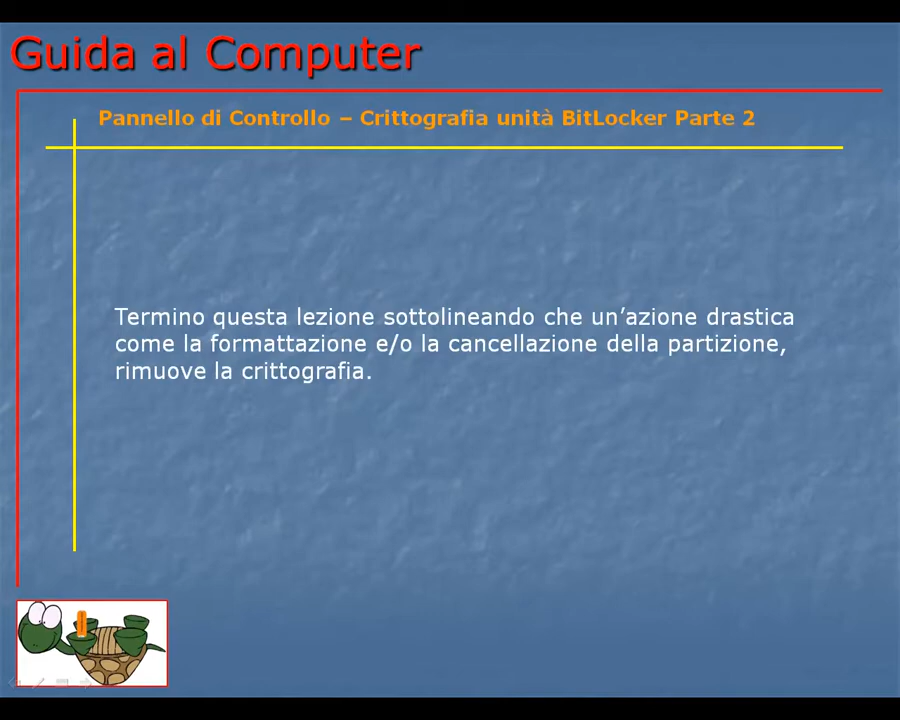 Guida al Computer
Pannello di Controllo – Crittografia unità BitLocker Parte 2
Termino questa lezione sottolineando che un’azione drastica
come la formattazione e/o la cancellazione della partizione,
rimuove la crittografia.